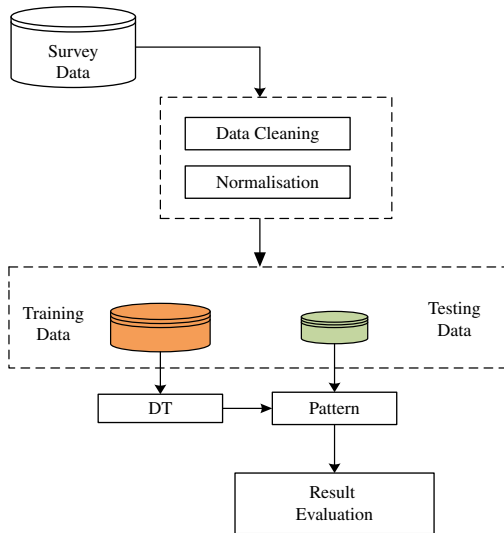 Survey
Data
Data Cleaning
Normalisation
Training
Data
Testing
Data
DT
Pattern
Result
Evaluation